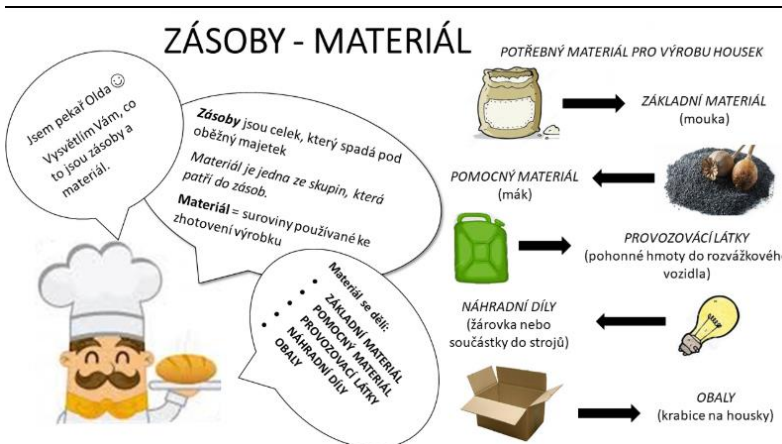 ZÁSOBY - MATERIÁL
Jsem pekař Olda ☺
Vysvětlím Vám, co
to jsou zásoby a
materiál.
Zásoby jsou celek, který spadá pod
oběžný majetek
Materiál je jedna ze skupin, která
patří do zásob.
Materiál = suroviny používané ke
zhotovení výrobku
Materiál se dělí:
• ZÁKLADNÍ MATERIÁL
• POMOCNÝ MATERIÁL
• PROVOZOVACÍ LÁTKY
• NÁHRADNÍ DÍLY
• OBALY
POTŘEBNÝ MATERIÁL PRO VÝROBU HOUSEK
ZÁKLADNÍ MATERIÁL
(mouka)
POMOCNÝ MATERIÁL
(mák)
PROVOZOVÁCÍ LÁTKY
(pohonné hmoty do rozvážkového
vozidla)
NÁHRADNÍ DÍLY
(žárovka nebo
součástky do strojů)
OBALY
(krabice na housky)